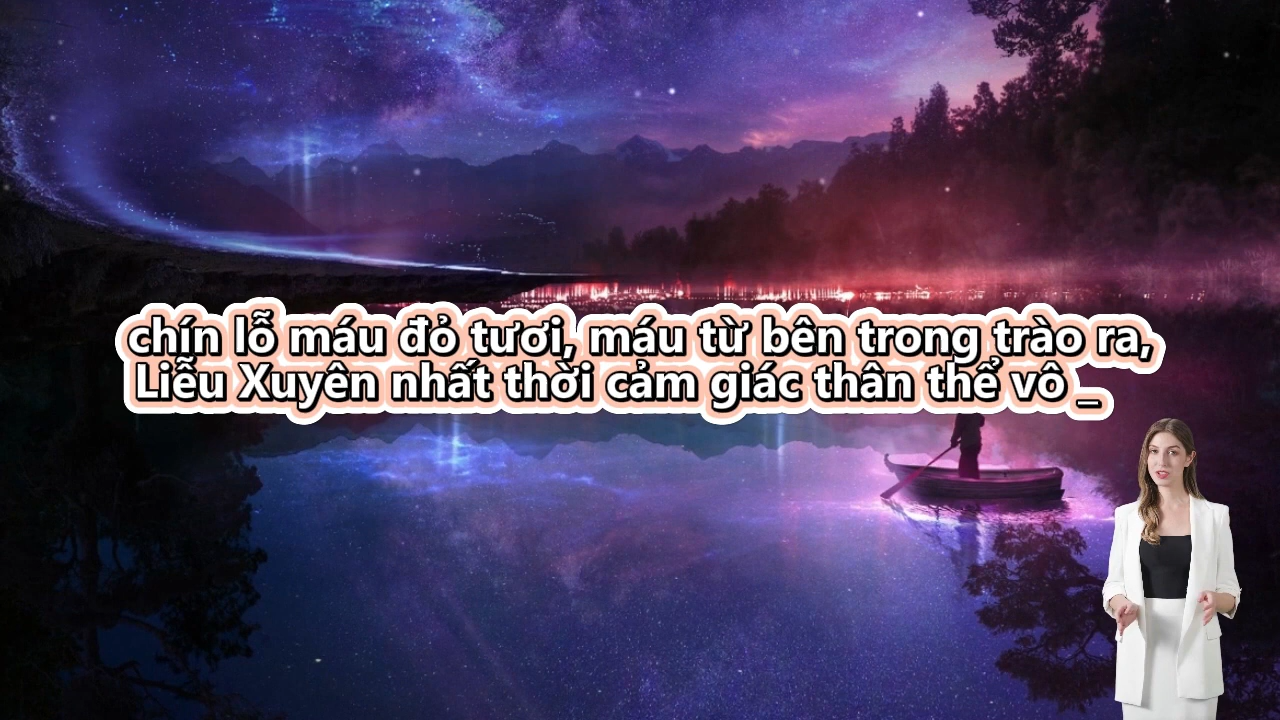 chín lỗ máu đỏ tươi, máu từ bên trong trào ra,
Liễu Xuyên nhất thời cảm giác thân thể vô _